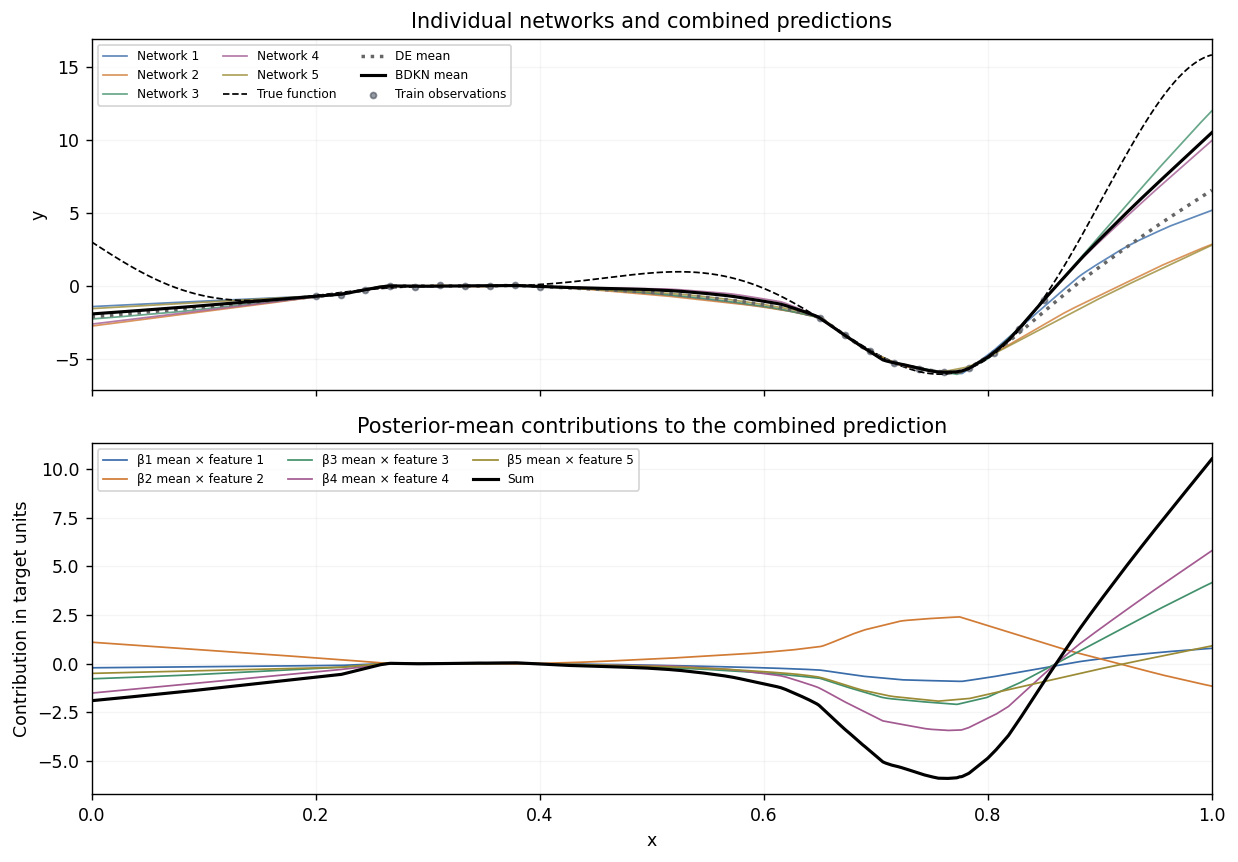 Individual networks and combined predictions
Network 1
Network 2
Network 3
Network 4
Network 5
True function
DE mean
BDKN mean
Train observations
15
10
5
0
−5
y
Posterior-mean contributions to the combined prediction
β1 mean × feature 1
β2 mean × feature 2
β3 mean × feature 3
β4 mean × feature 4
β5 mean × feature 5
Sum
10.0
7.5
5.0
2.5
0.0
−2.5
−5.0
Contribution in target units
0.0 0.2 0.4 0.6 0.8 1.0
x